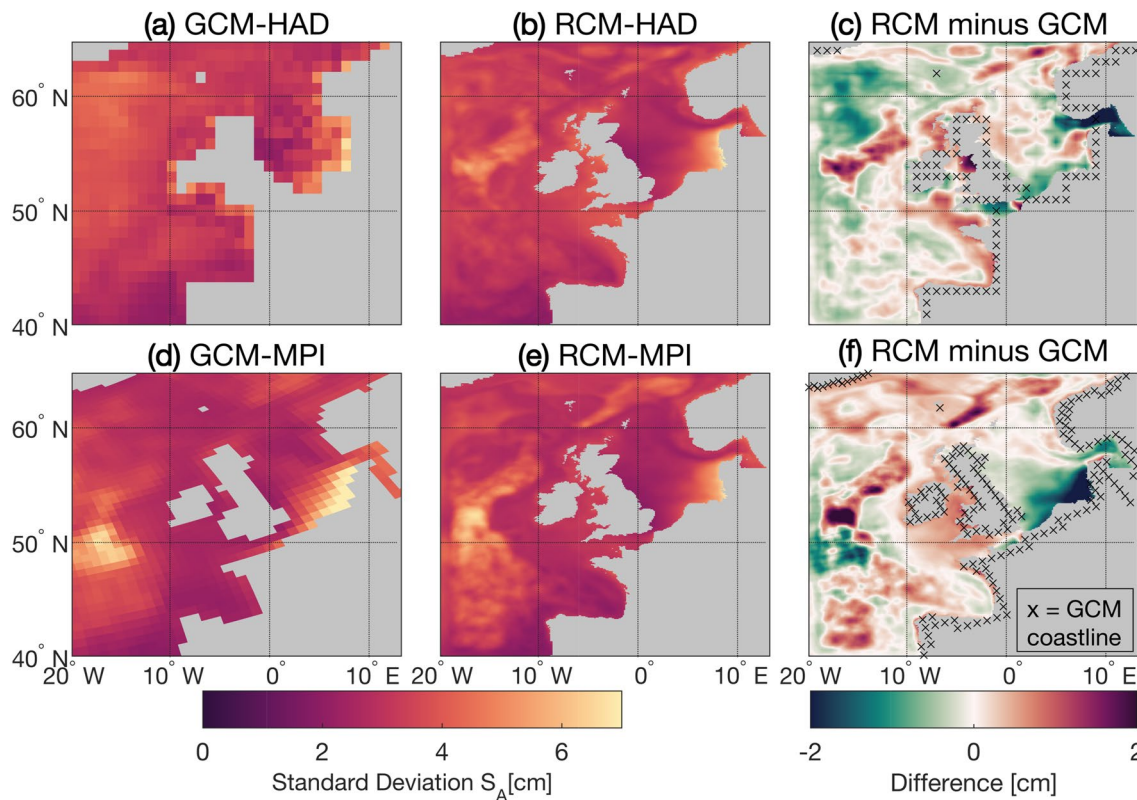 (a) GCM-HAD
(b) RCM-HAD
(c) RCM minus GCM
60° N
50° N
40° N
(d) GCM-MPI
(e) RCM-MPI
(f) RCM minus GCM
60° N
50° N
40° N
x = GCM
coastline
20° W 10° W 0° 10° E
20° W 10° W 0° 10° E
20° W 10° W 0° 10° E
0 2 4 6
Standard Deviation S_A[cm]
-2 0 2
Difference [cm]